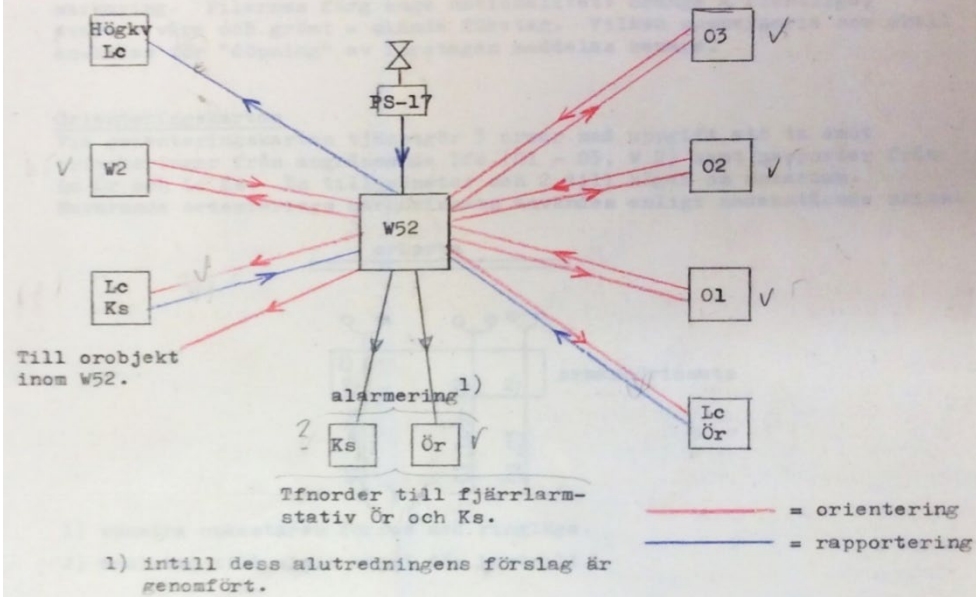 Högkv
Lc
PS-17
O3
W2
O2
W52
Lc
Ks
O1
Till orobjekt
inom W52.
alarmering 1)
Lc
Ör
Ks
Ör
Tfnorder till fjärrlarm-
stativ Ör och Ks.
= orientering
= rapportering
1) intill dess alutredningens förslag är
genomfört.